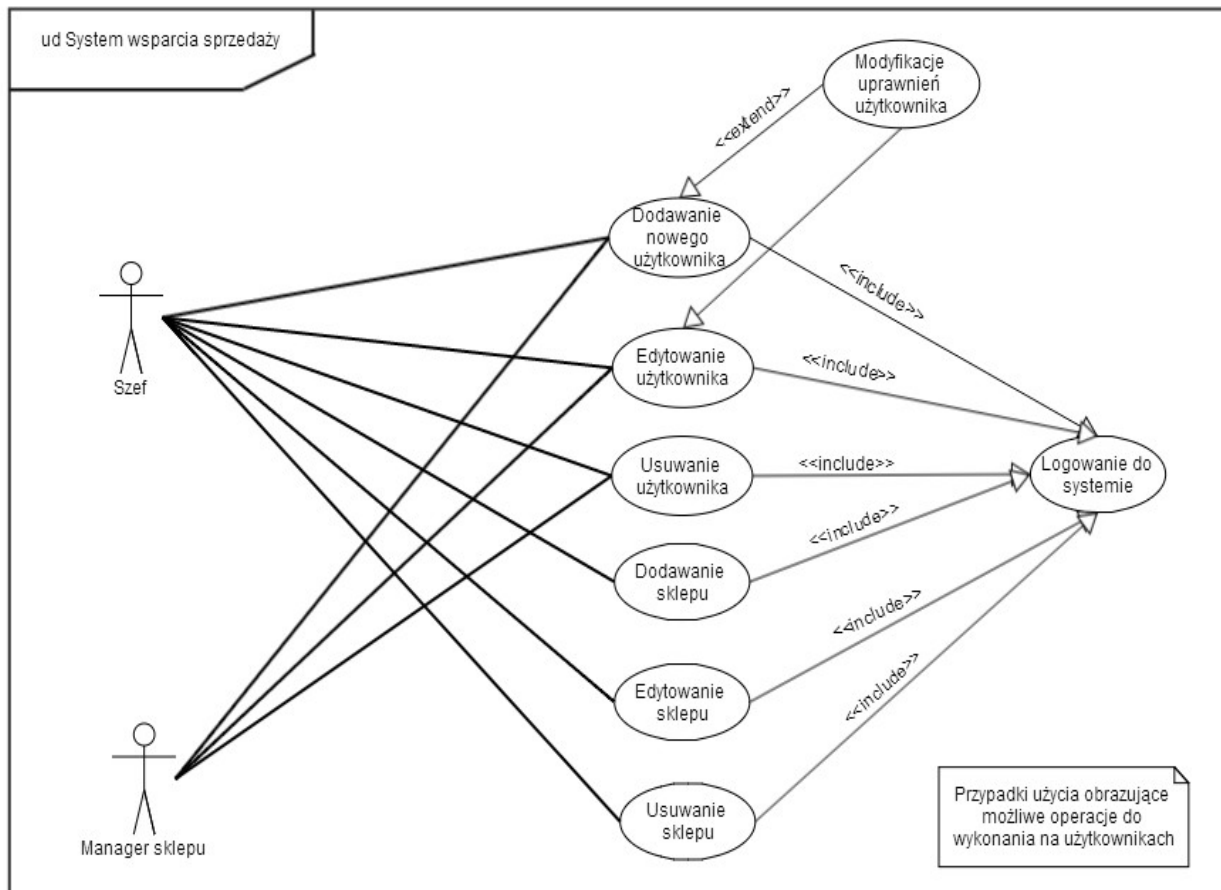 ud System wsparcia sprzedaży
Modyfikacje
uprawnień
użytkownika
<<extend>>
Dodawanie
nowego
użytkownika
<<include>>
Szef
Edytowanie
użytkownika
<<include>>
Usuwanie
użytkownika
<<include>>
Logowanie do
systemie
Dodawanie
sklepu
<<include>>
Edytowanie
sklepu
<<include>>
Usuwanie
sklepu
<<include>>
Manager sklepu
Przypadki użycia obrazujące
możliwe operacje do
wykonania na użytkownikach